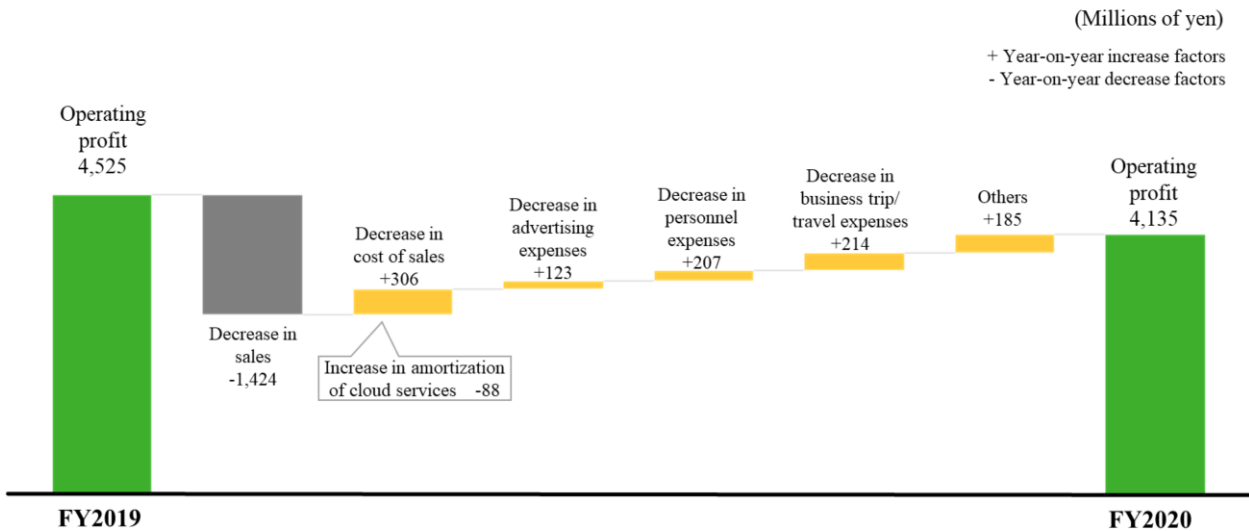 (Millions of yen)
+ Year-on-year increase factors
- Year-on-year decrease factors
Operating
profit
4,525
Decrease in
sales
-1,424
Decrease in
cost of sales
+306
Increase in amortization
of cloud services -88
Decrease in
advertising
expenses
+123
Decrease in
personnel
expenses
+207
Decrease in
business trip/
travel expenses
+214
Others
+185
Operating
profit
4,135
FY2019
FY2020